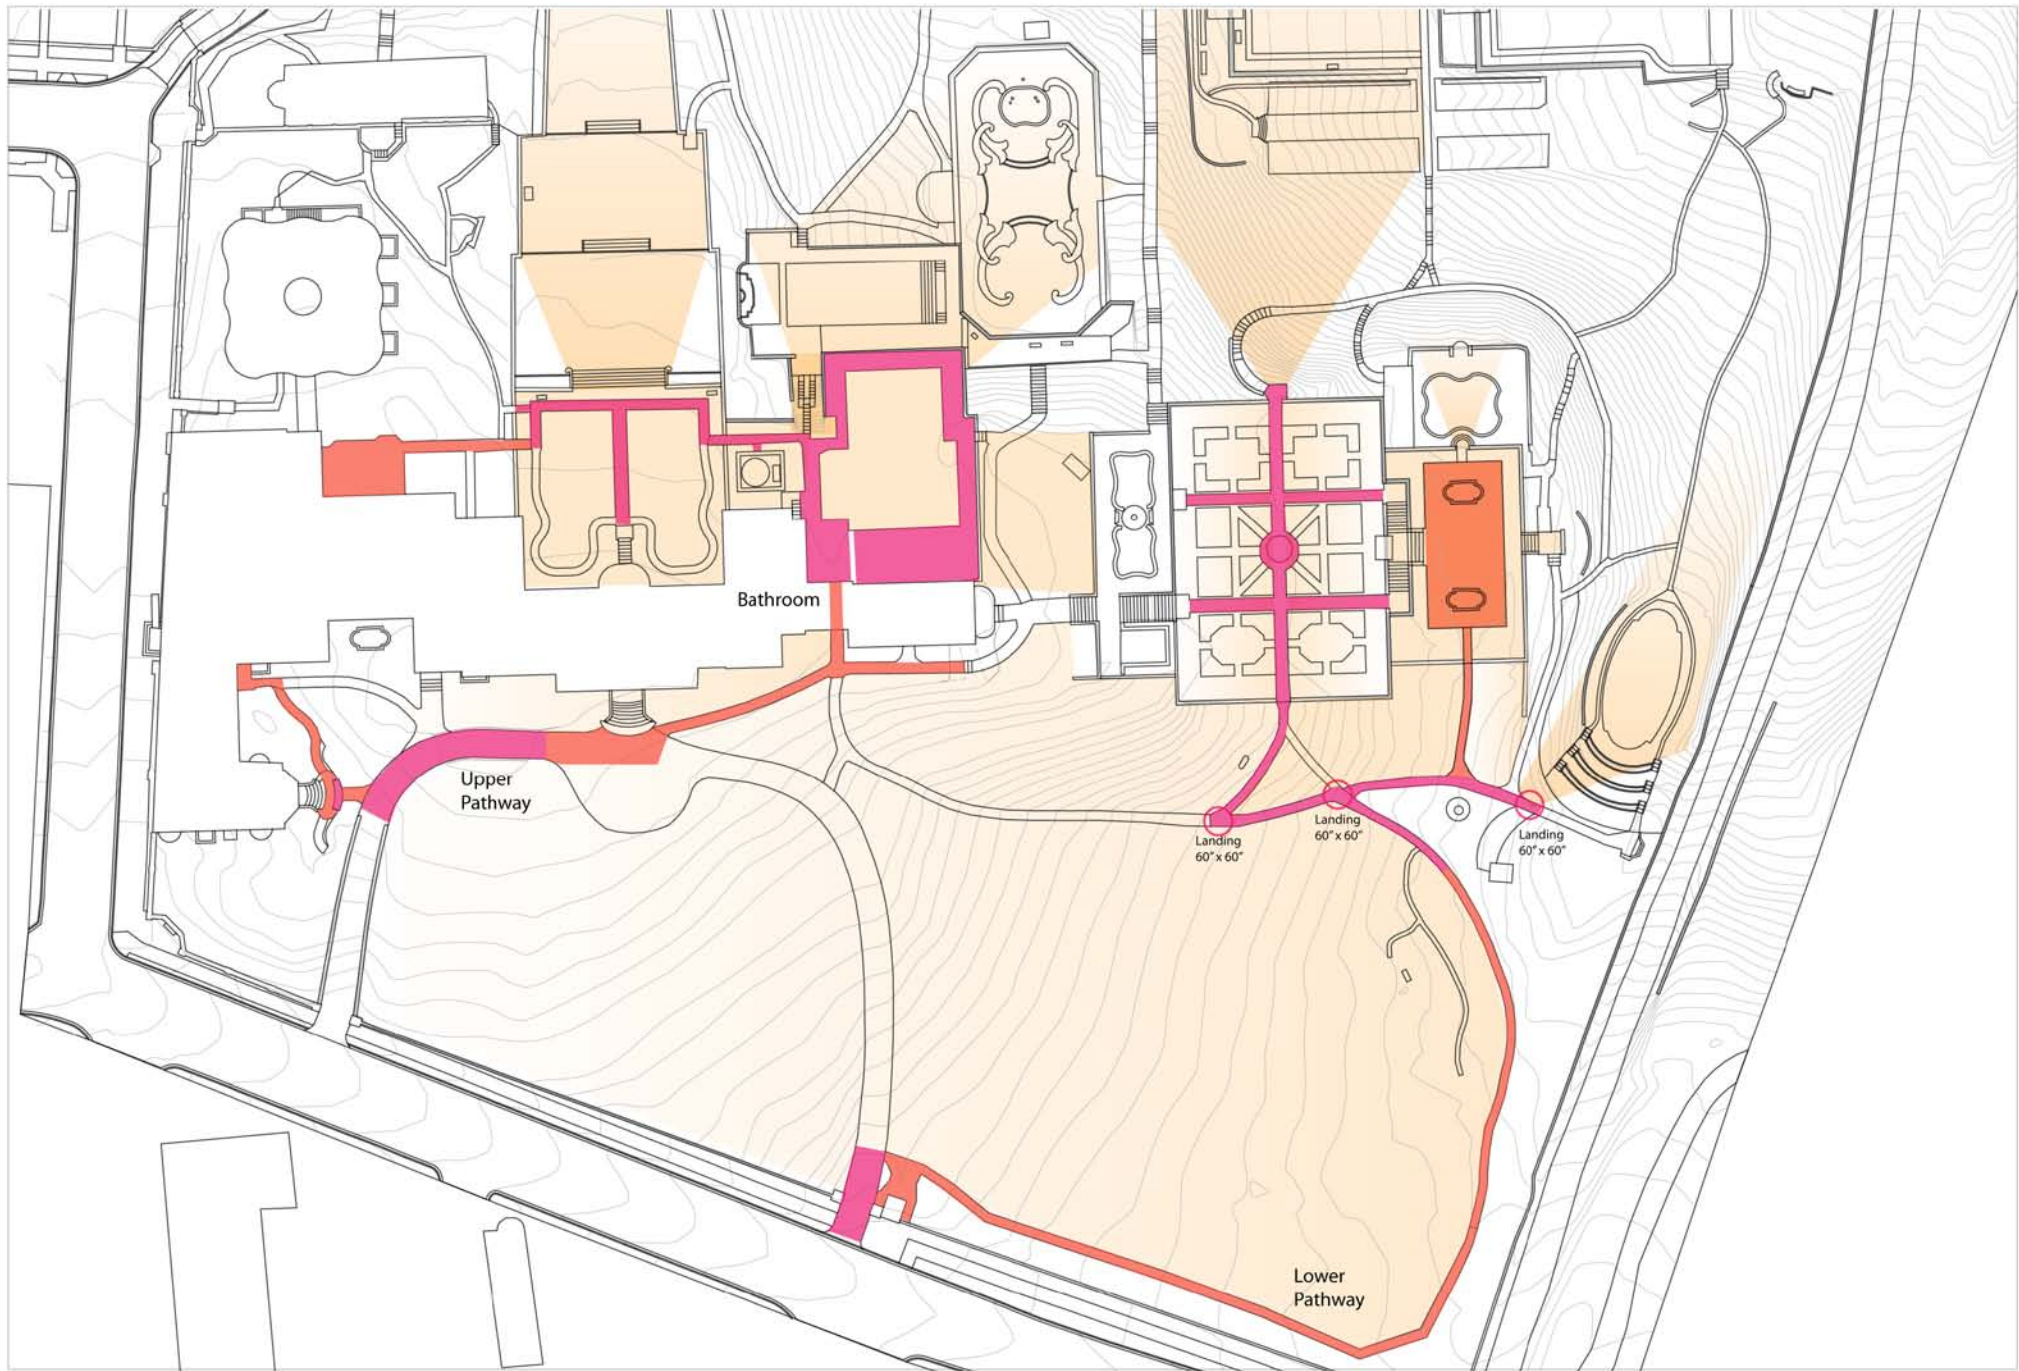 Bathroom
Upper
Pathway
Landing
60" x 60"
Landing
60" x 60"
Landing
60" x 60"
Lower
Pathway